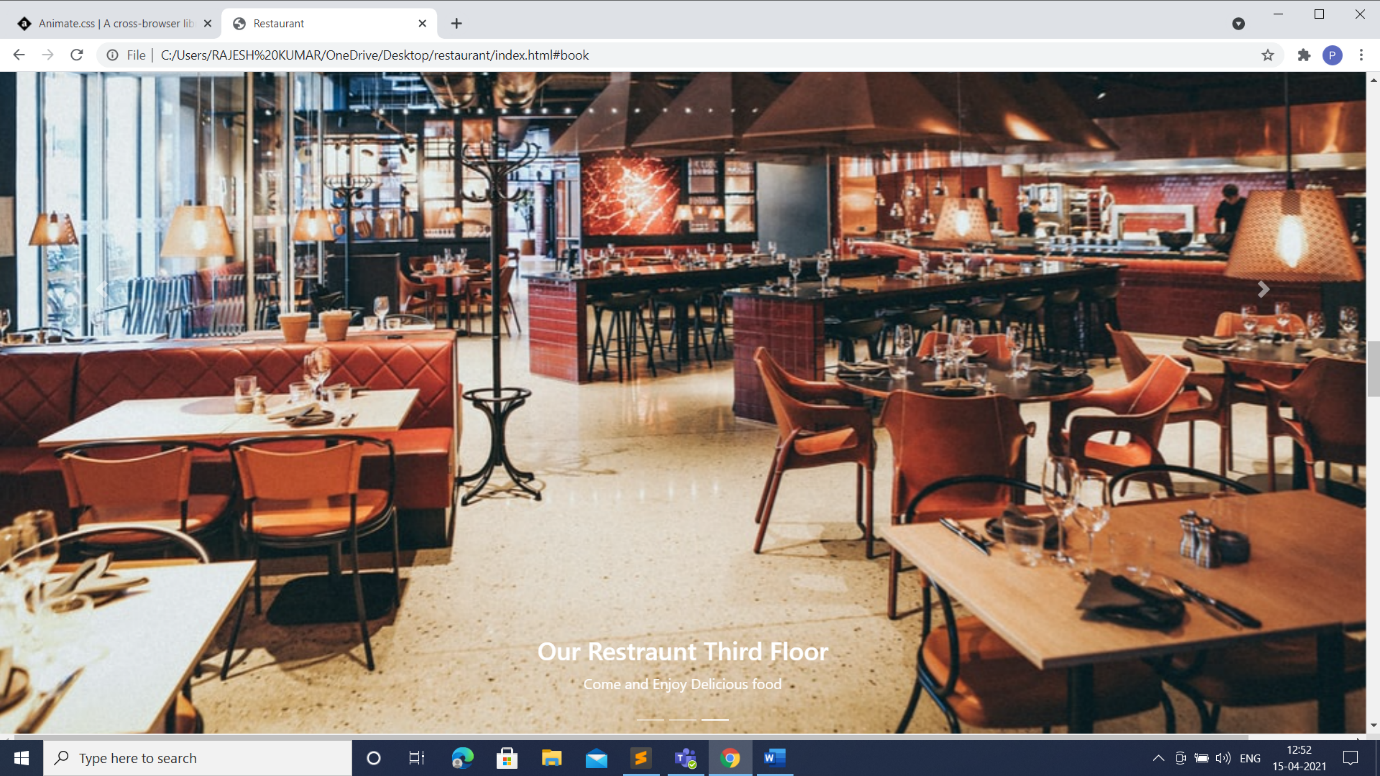 Animate.css | A cross-browser lib
Restaurant
File | C:/Users/RAJESH%20KUMAR/OneDrive/Desktop/restaurant/index.html#book
P
Our Restraunt Third Floor
Come and Enjoy Delicious food
Type here to search
ENG
12:52
15-04-2021